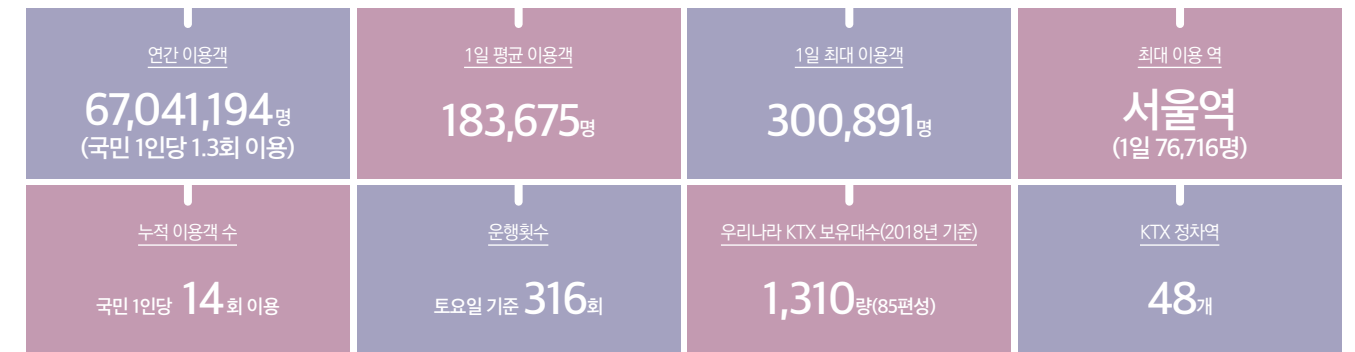 연간 이용객
67,041,194명
(국민 1인당 1.3회 이용)
1일 평균 이용객
183,675명
1일 최대 이용객
300,891명
최대 이용 역
서울역
(1일 76,716명)
누적 이용객 수
국민 1인당 14회 이용
운행횟수
토요일 기준 316회
우리나라 KTX 보유대수(2018년 기준)
1,310량(85편성)
KTX 정차역
48개